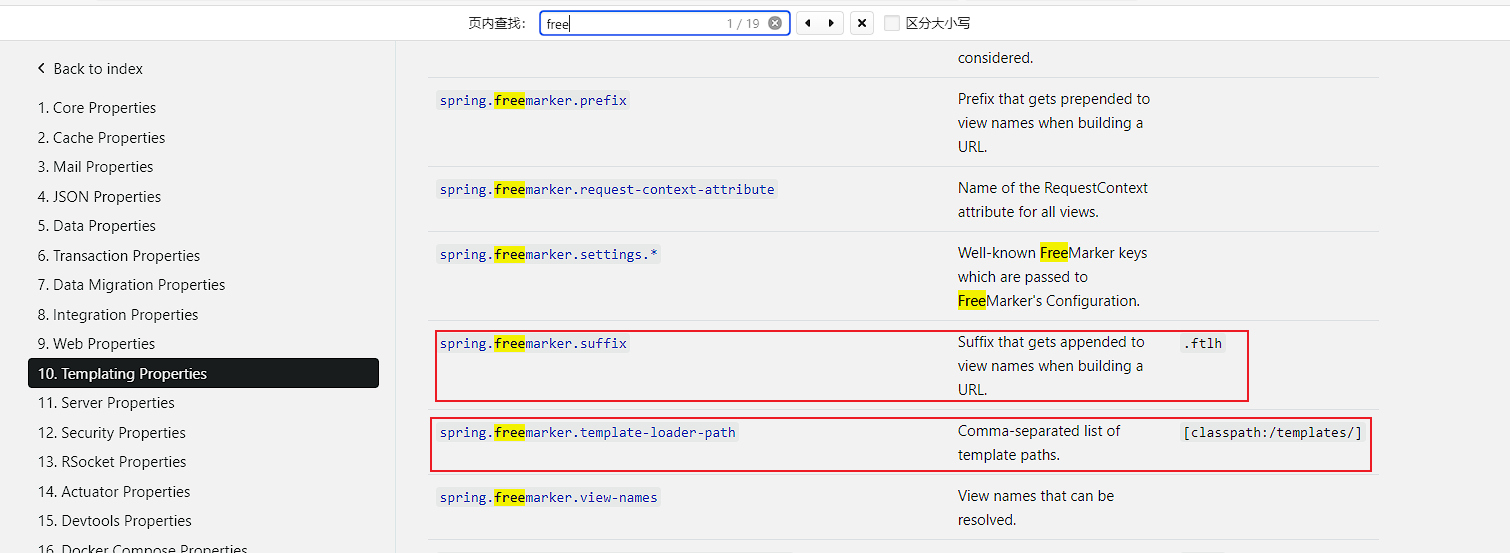 页内查找: free 1 / 19 区分大小写
Back to index
1. Core Properties
2. Cache Properties
3. Mail Properties
4. JSON Properties
5. Data Properties
6. Transaction Properties
7. Data Migration Properties
8. Integration Properties
9. Web Properties
10. Templating Properties
11. Server Properties
12. Security Properties
13. RSocket Properties
14. Actuator Properties
15. Devtools Properties
16. Docker Compose Properties
considered.
spring.freemarker.prefix
Prefix that gets prepended to
view names when building a
URL.
spring.freemarker.request-context-attribute
Name of the RequestContext
attribute for all views.
spring.freemarker.settings.*
Well-known FreeMarker keys
which are passed to
FreeMarker's Configuration.
spring.freemarker.suffix
Suffix that gets appended to
view names when building a
URL.
.ftlh
spring.freemarker.template-loader-path
Comma-separated list of
template paths.
[classpath:/templates/]
spring.freemarker.view-names
View names that can be
resolved.